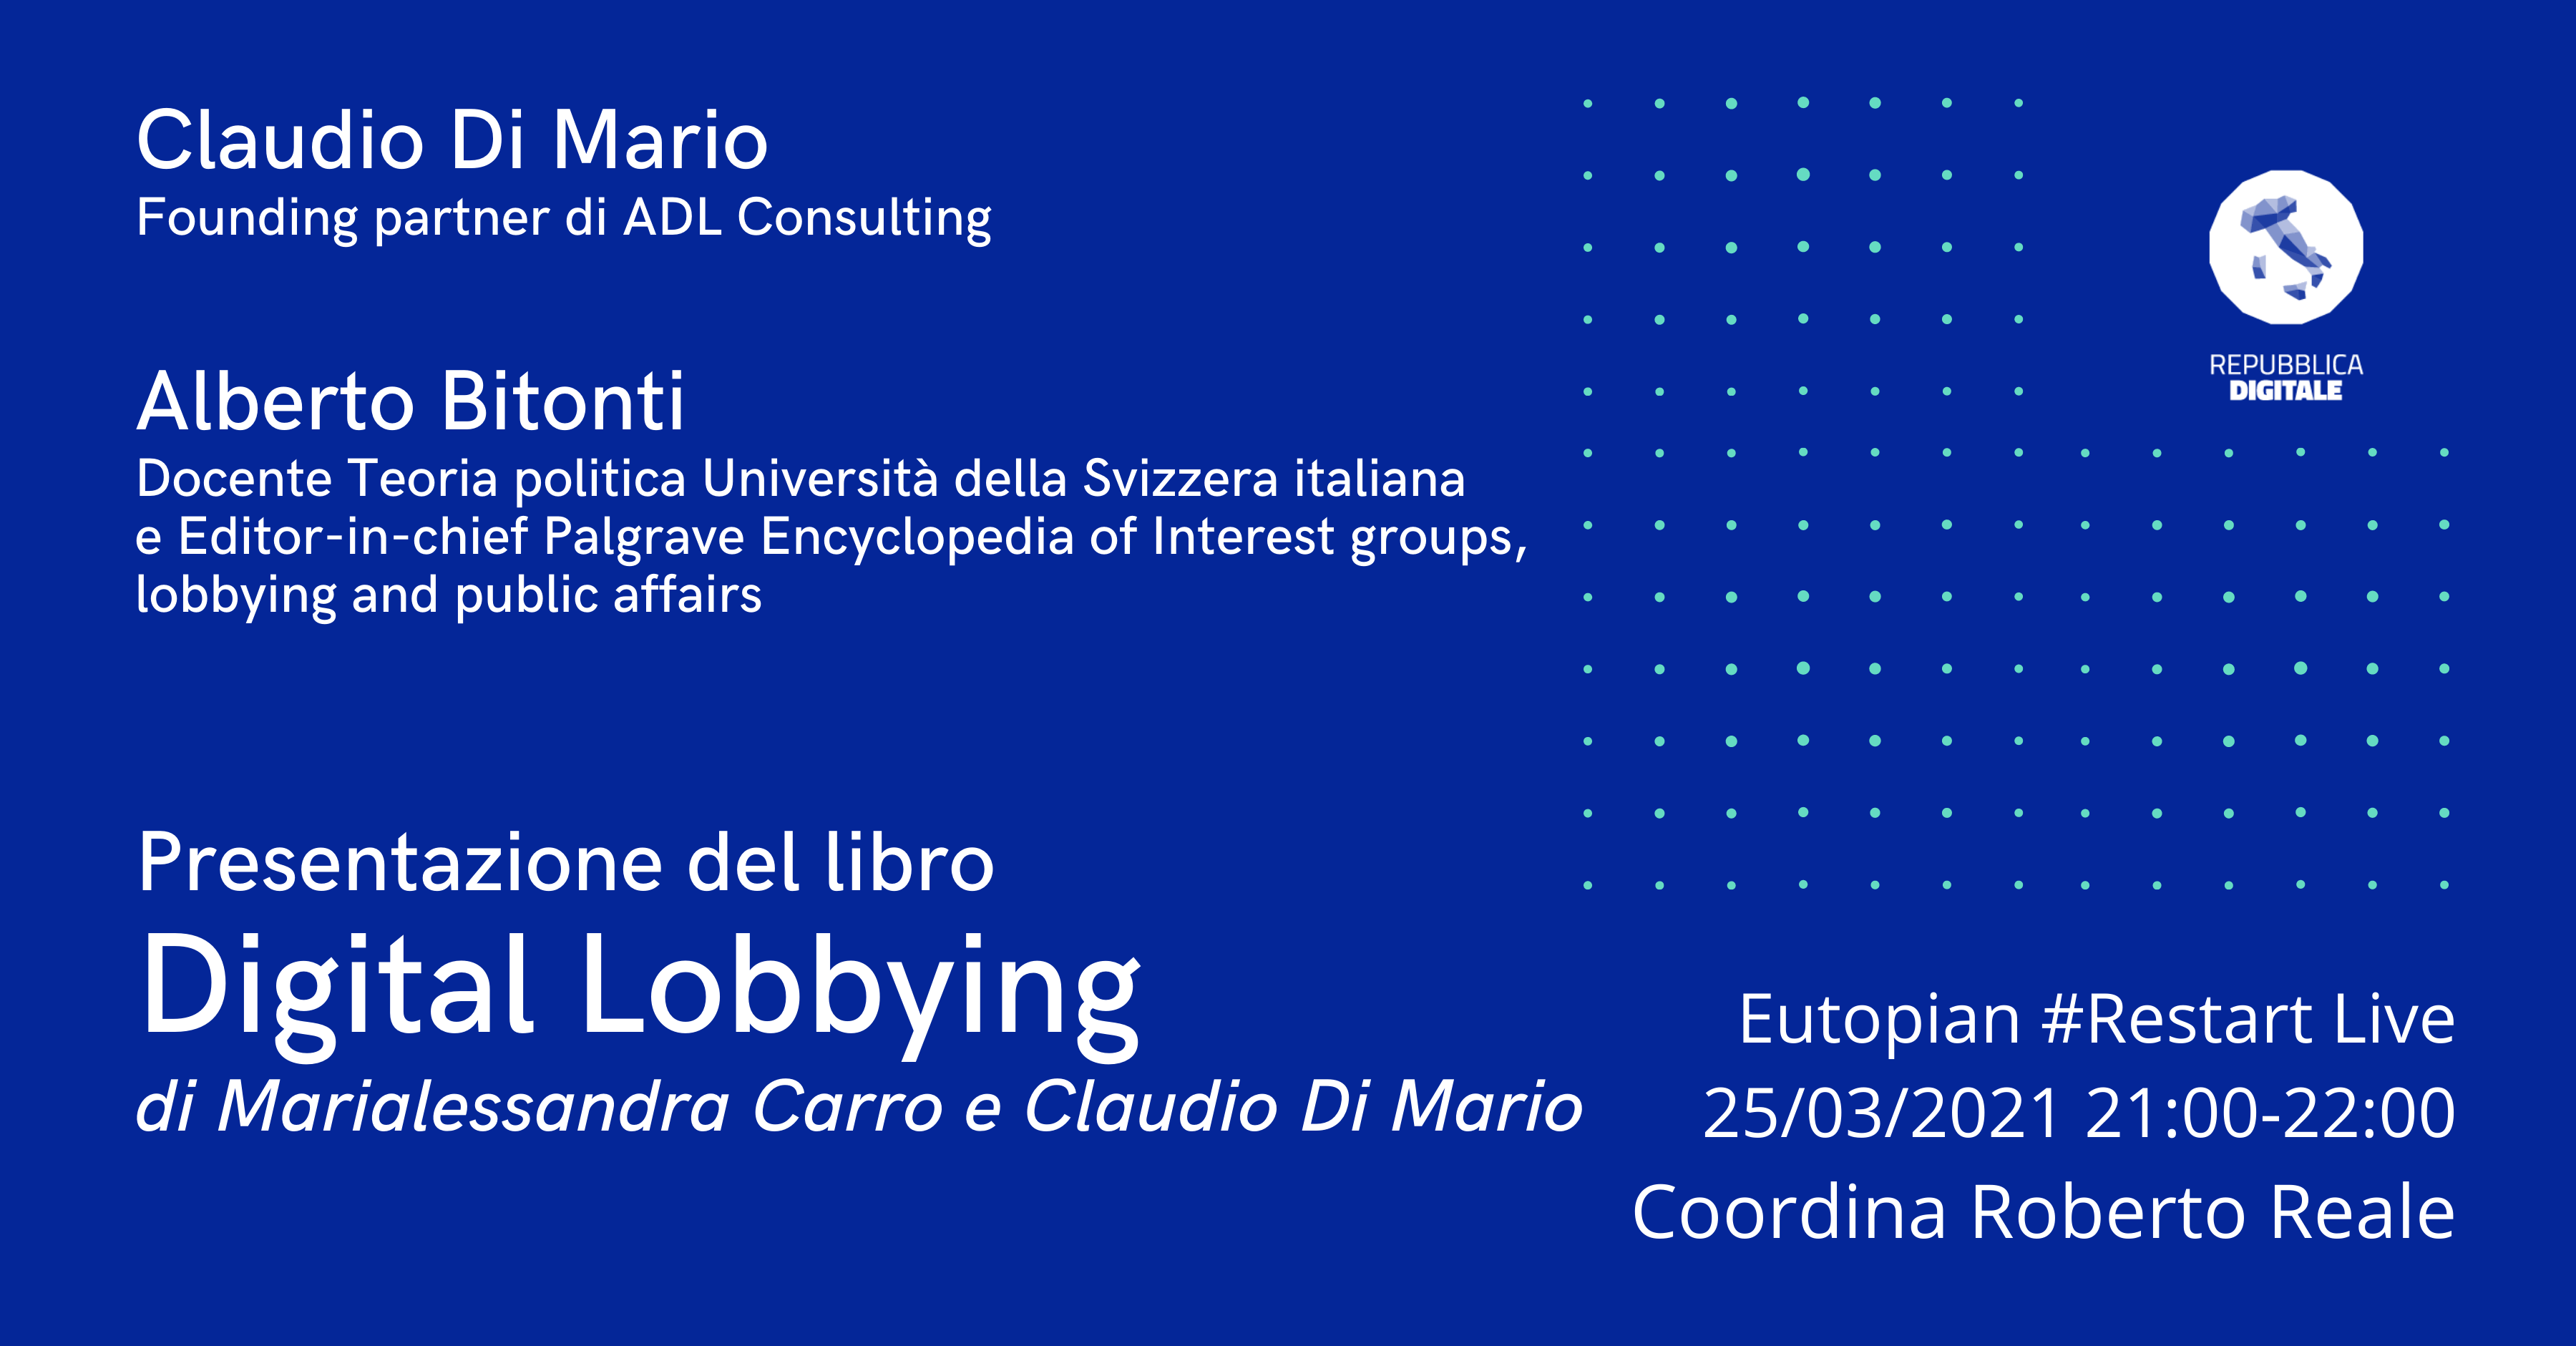 Claudio Di Mario
Founding partner di ADL Consulting
Alberto Bitonti
Docente Teoria politica Università della Svizzera italiana
e Editor-in-chief Palgrave Encyclopedia of Interest groups,
lobbying and public affairs
REPUBBLICA
DIGITALE
Presentazione del libro
Digital Lobbying
di Marialessandra Carro e Claudio Di Mario
Eutopian #Restart Live
25/03/2021 21:00-22:00
Coordina Roberto Reale